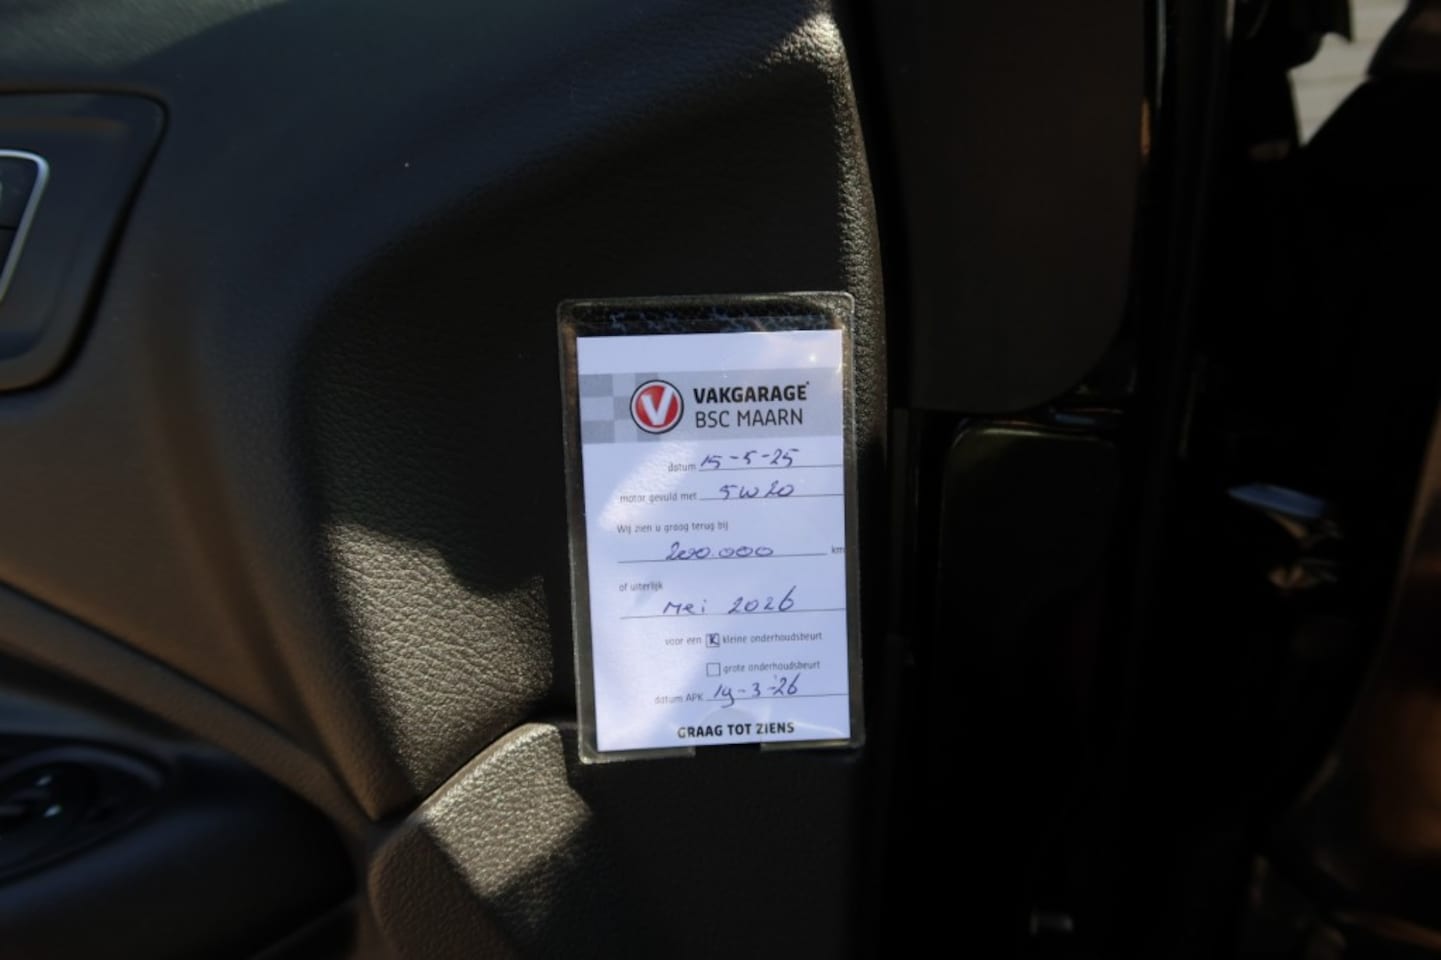 VAKGARAGE
BSC MAARN
datum 15-5-25
motor gevuld met 5W20
Wij zien u graag terug bij
200.000 km
of uiterlijk
Mei 2026
voor een kleine onderhoudsbeurt
grote onderhoudsbeurt
datum APK 19-3-'26
GRAAG TOT ZIENS